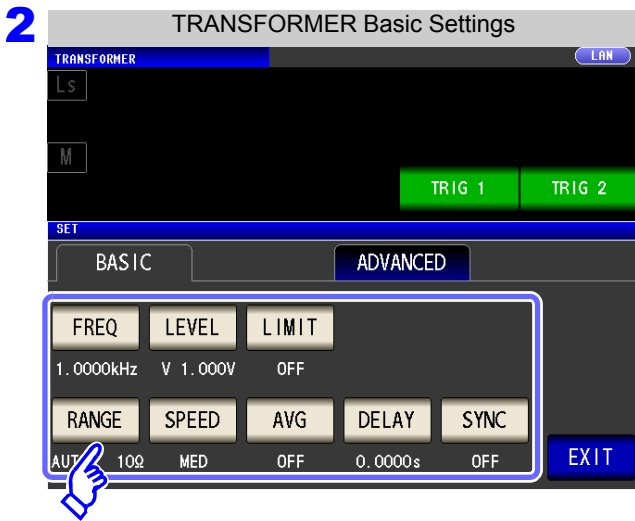 2
TRANSFORMER Basic Settings
TRANSFORMER LAN
Ls
M
TRIG 1 TRIG 2
SET
BASIC ADVANCED
FREQ LEVEL LIMIT
1.0000kHz V 1.000V OFF
RANGE SPEED AVG DELAY SYNC
10Ω MED OFF 0.0000s OFF
EXIT